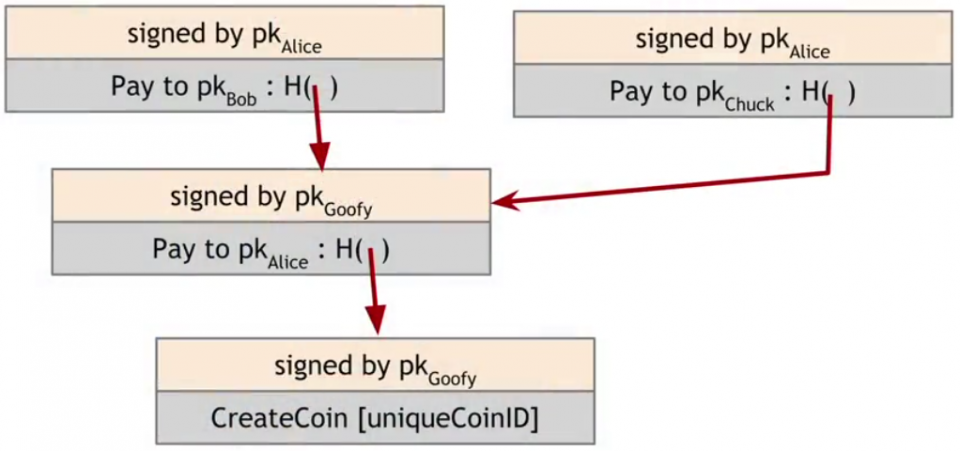 signed by pkAlice
Pay to pkBob : H( )
signed by pkAlice
Pay to pkChuck : H( )
signed by pkGoofy
Pay to pkAlice : H( )
signed by pkGoofy
CreateCoin [uniqueCoinID]